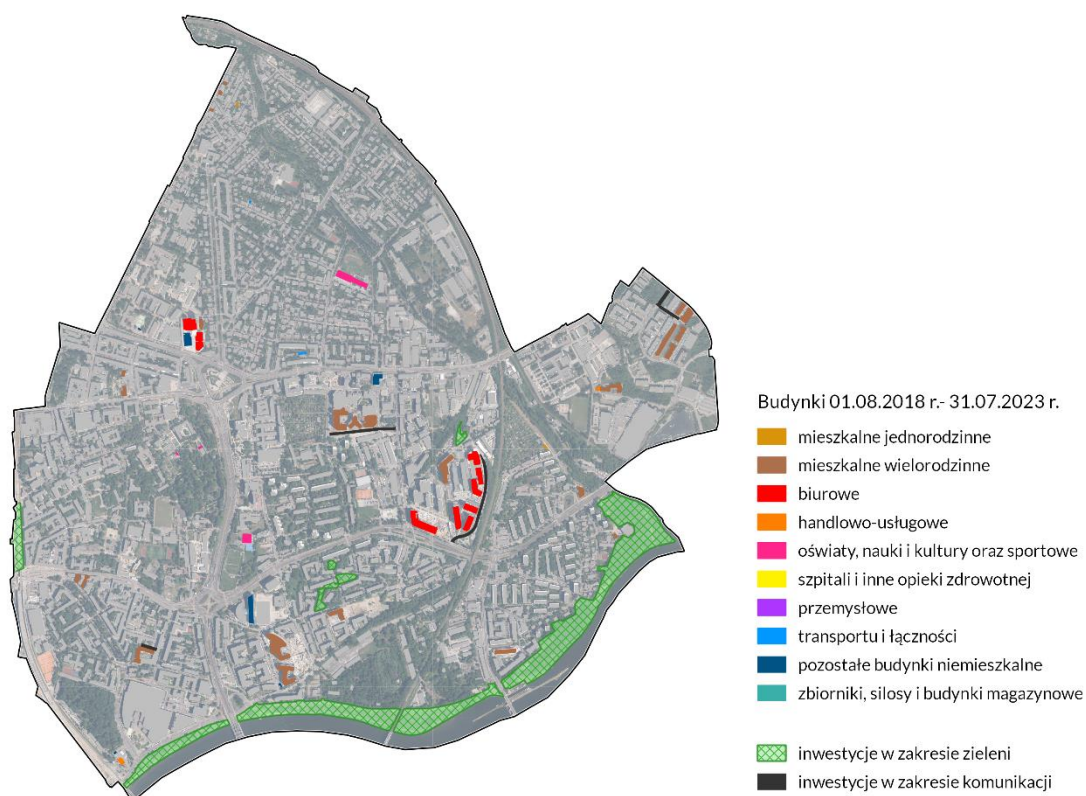 Budynki 01.08.2018 r.- 31.07.2023 r.
mieszkalne jednorodzinne
mieszkalne wielorodzinne
biurowe
handlowo-usługowe
oświaty, nauki i kultury oraz sportowe
szpitali i inne opieki zdrowotnej
przemysłowe
transportu i łączności
pozostałe budynki niemieszkalne
zbiorniki, silosy i budynki magazynowe
inwestycje w zakresie zieleni
inwestycje w zakresie komunikacji